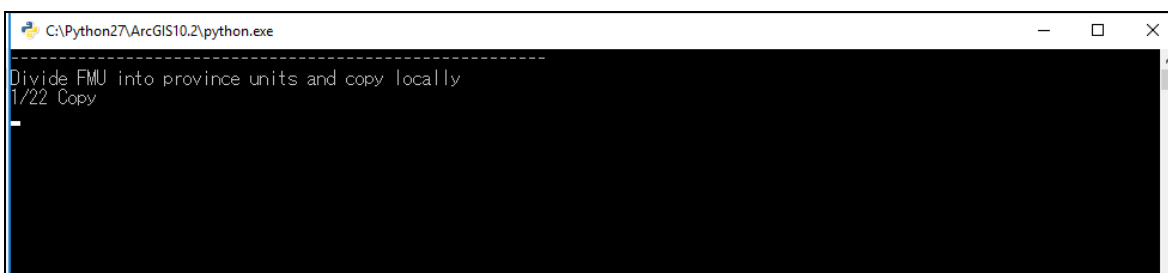 C:\Python27\ArcGIS10.2\python.exe
------------------------------------------------------
Divide FMU into province units and copy locally
1/22 Copy